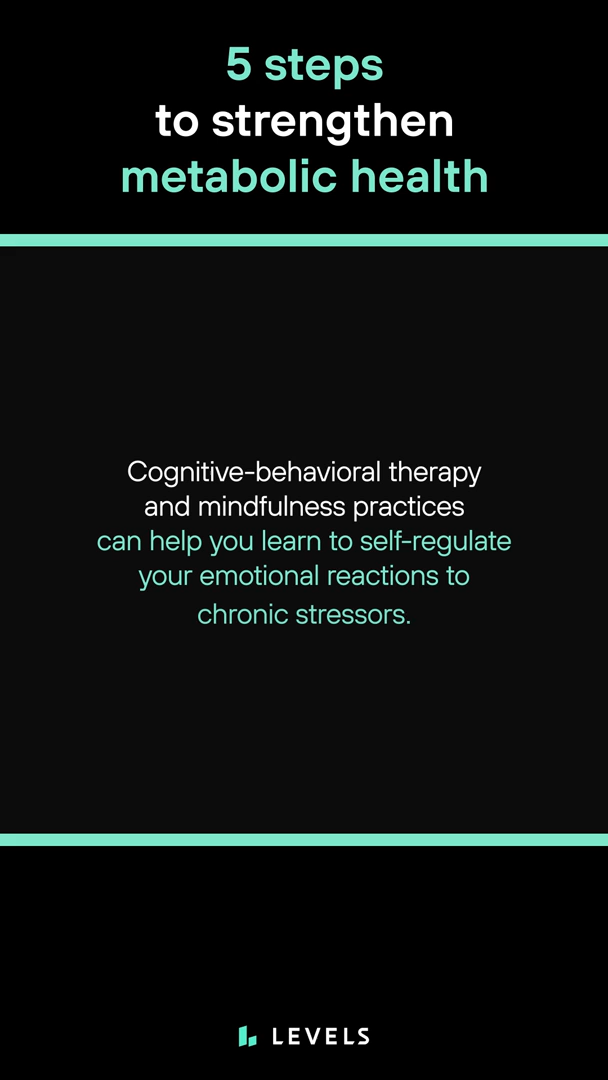 5 steps
to strengthen
metabolic health
Cognitive-behavioral therapy
and mindfulness practices
can help you learn to self-regulate
your emotional reactions to
chronic stressors.
LEVELS